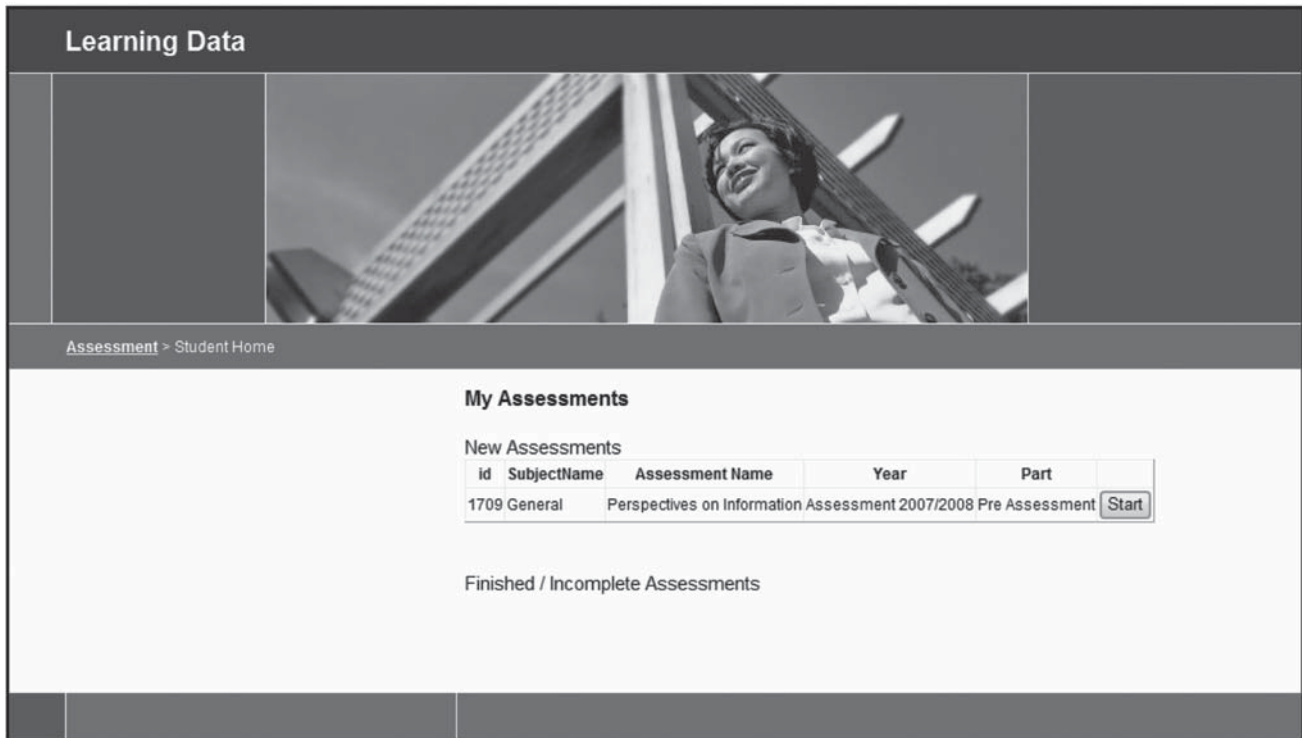 Learning Data
Assessment > Student Home
My Assessments
New Assessments
id SubjectName Assessment Name Year Part
1709 General Perspectives on Information Assessment 2007/2008 Pre Assessment Start
Finished / Incomplete Assessments